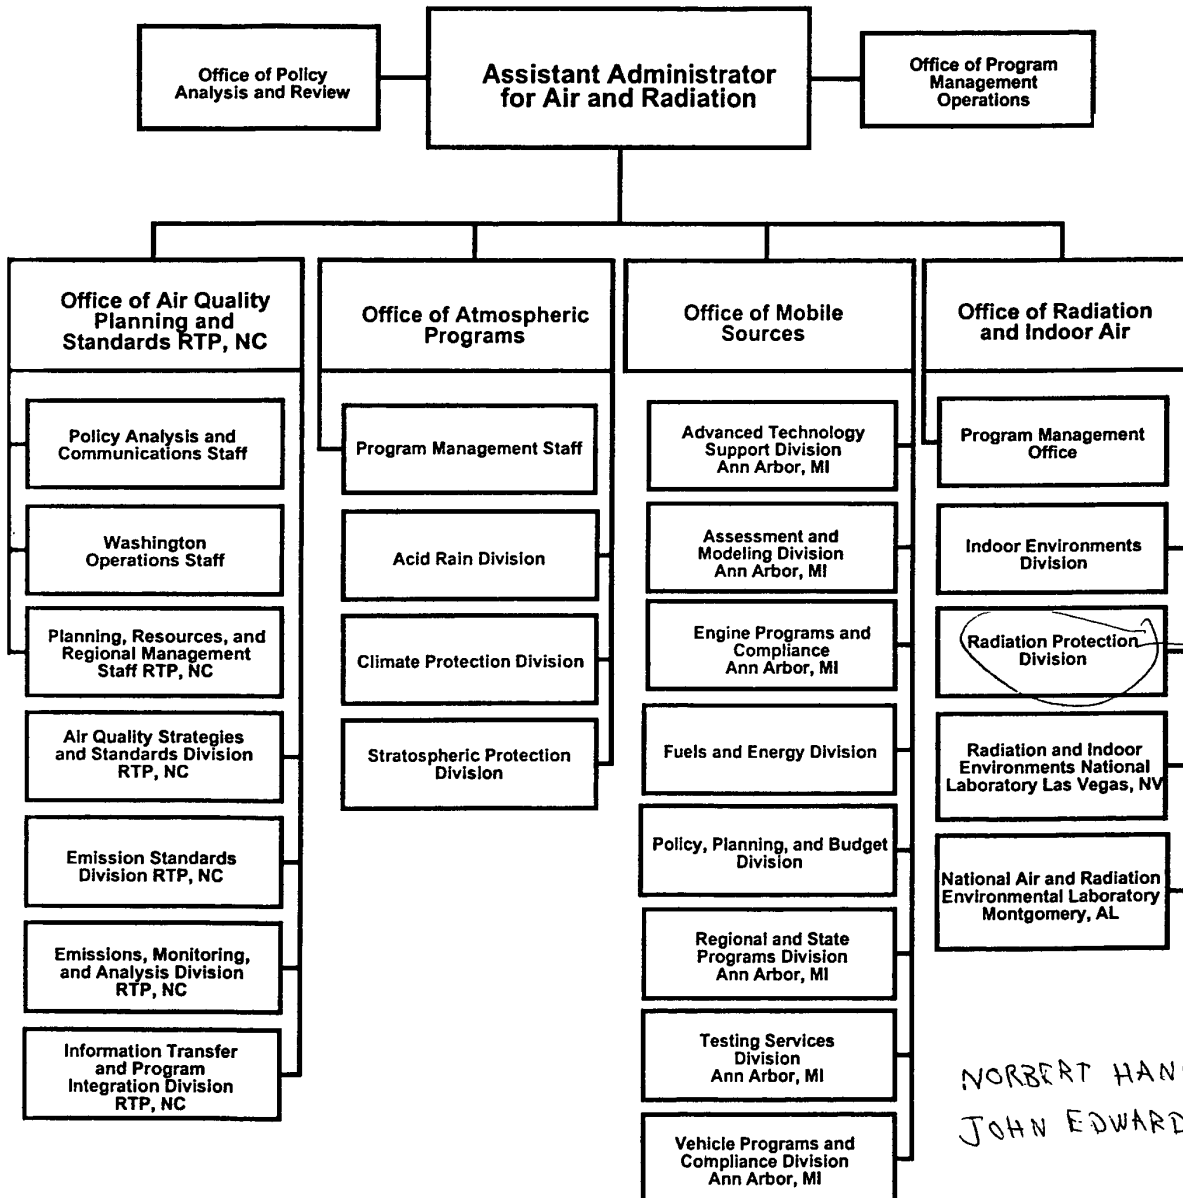 Office of Policy
Analysis and Review
Assistant Administrator
for Air and Radiation
Office of Program
Management
Operations
Office of Air Quality
Planning and
Standards RTP, NC
Policy Analysis and
Communications Staff
Washington
Operations Staff
Planning, Resources, and
Regional Management
Staff RTP, NC
Air Quality Strategies
and Standards Division
RTP, NC
Emission Standards
Division RTP, NC
Emissions, Monitoring,
and Analysis Division
RTP, NC
Information Transfer
and Program
Integration Division
RTP, NC
Office of Atmospheric
Programs
Program Management Staff
Acid Rain Division
Climate Protection Division
Stratospheric Protection
Division
Office of Mobile
Sources
Advanced Technology
Support Division
Ann Arbor, MI
Assessment and
Modeling Division
Ann Arbor, MI
Engine Programs and
Compliance
Ann Arbor, MI
Fuels and Energy Division
Policy, Planning, and Budget
Division
Regional and State
Programs Division
Ann Arbor, MI
Testing Services
Division
Ann Arbor, MI
Vehicle Programs and
Compliance Division
Ann Arbor, MI
Office of Radiation
and Indoor Air
Program Management
Office
Indoor Environments
Division
Radiation Protection
Division
Radiation and Indoor
Environments National
Laboratory Las Vegas, NV
National Air and Radiation
Environmental Laboratory
Montgomery, AL
NORBERT
JOHN EDWARD